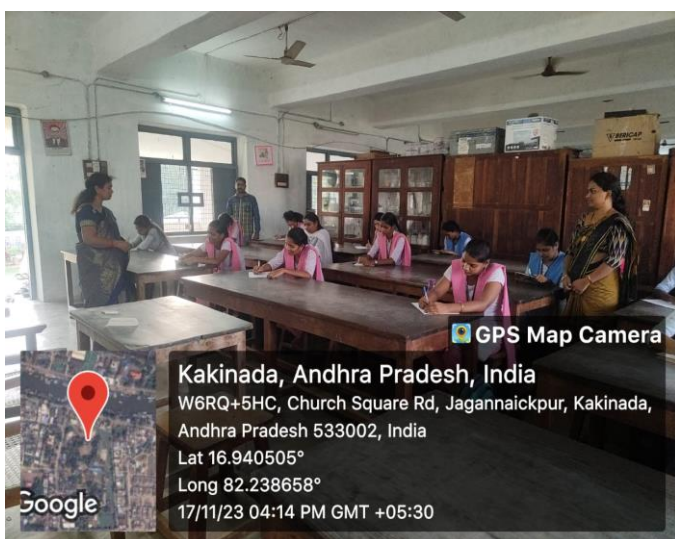 BERICAP
GPS Map Camera
Kakinada, Andhra Pradesh, India
W6RQ+5HC, Church Square Rd, Jagannaickpur, Kakinada,
Andhra Pradesh 533002, India
Lat 16.940505°
Long 82.238658°
17/11/23 04:14 PM GMT +05:30
Google